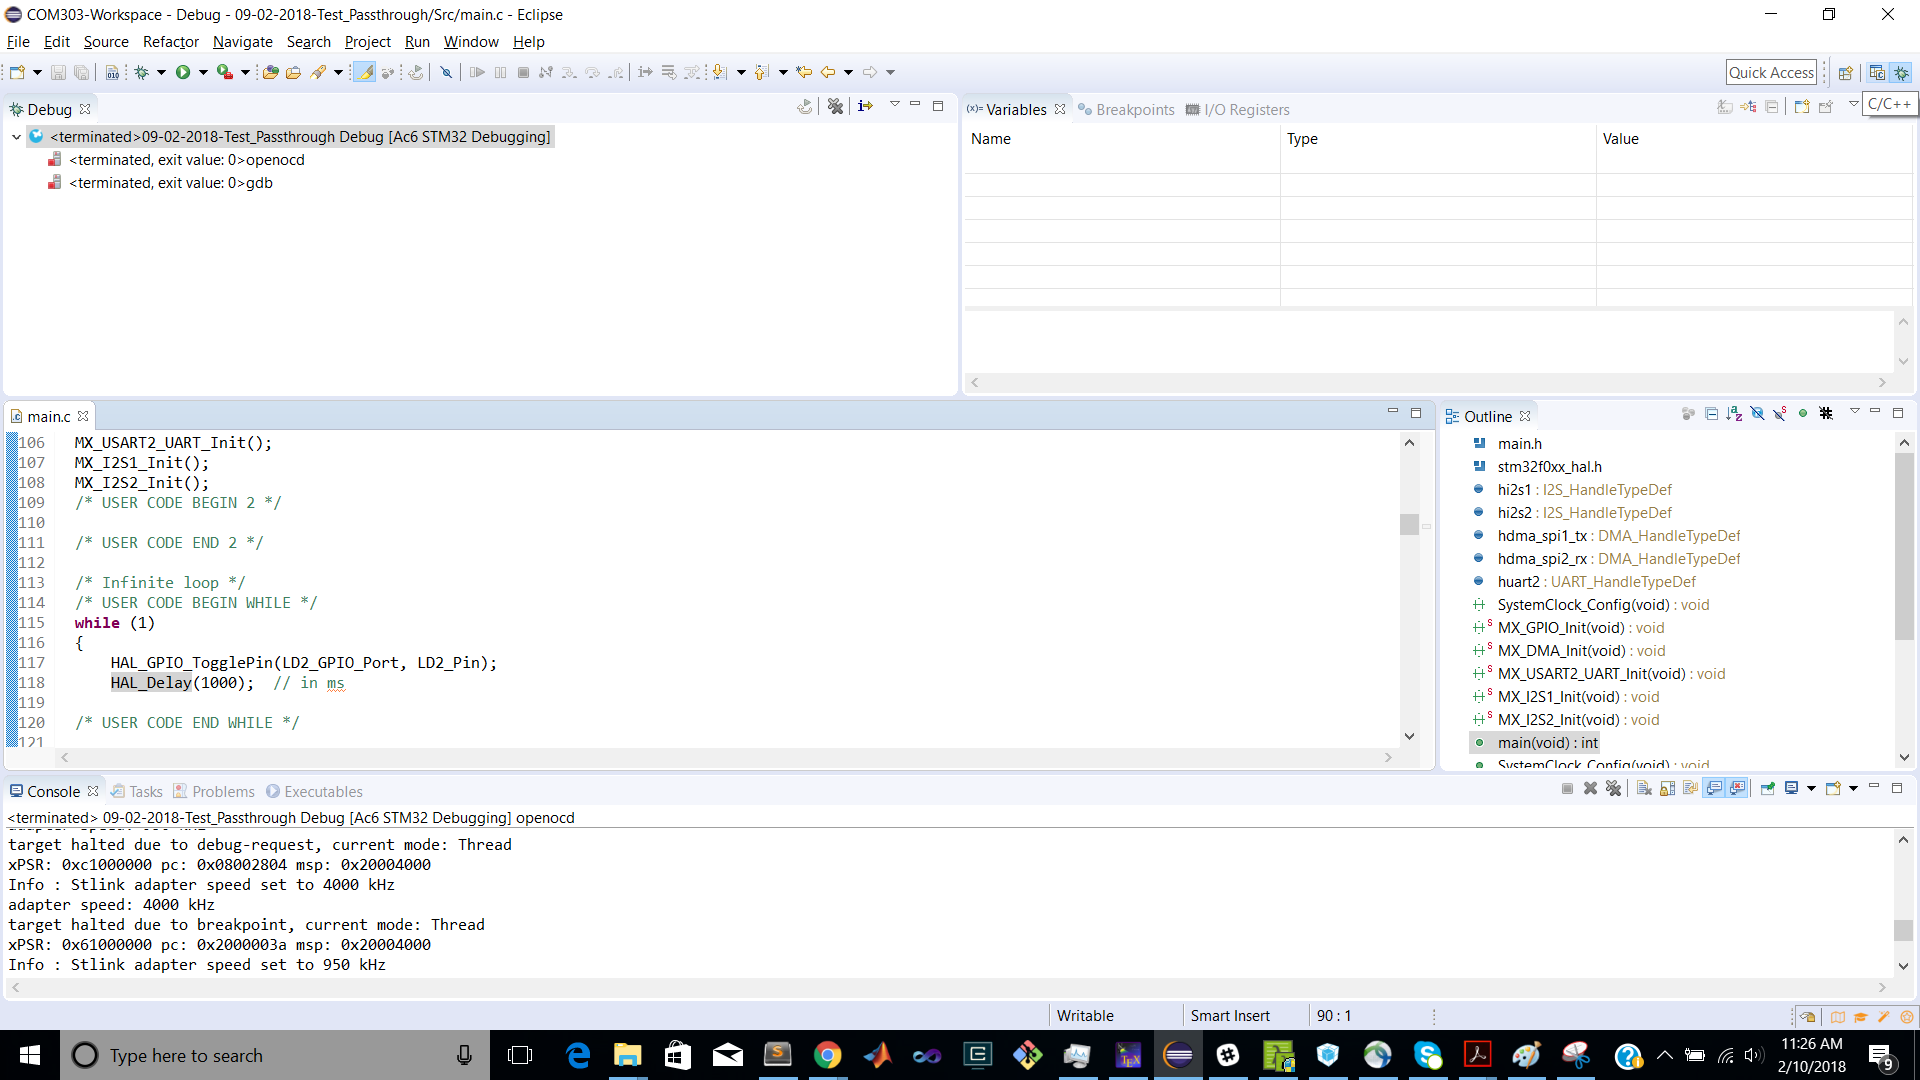 COM303-Workspace - Debug - 09-02-2018-Test_Passthrough/Src/main.c - Eclipse
File Edit Source Refactor Navigate Search Project Run Window Help
Quick Access
Debug
<terminated>09-02-2018-Test_Passthrough Debug [Ac6 STM32 Debugging]
<terminated, exit value: 0>openocd
<terminated, exit value: 0>gdb
(x)= Variables Breakpoints I/O Registers
C/C++
Name Type Value
main.c
106 MX_USART2_UART_Init();
107 MX_I2S1_Init();
108 MX_I2S2_Init();
109 /* USER CODE BEGIN 2 */
110
111 /* USER CODE END 2 */
112
113 /* Infinite loop */
114 /* USER CODE BEGIN WHILE */
115 while (1)
116 {
117 HAL_GPIO_TogglePin(LD2_GPIO_Port, LD2_Pin);
118 HAL_Delay(1000); // in ms
119
120 /* USER CODE END WHILE */
121
Outline
main.h
stm32f0xx_hal.h
hi2s1 : I2S_HandleTypeDef
hi2s2 : I2S_HandleTypeDef
hdma_spi1_tx : DMA_HandleTypeDef
hdma_spi2_rx : DMA_HandleTypeDef
huart2 : UART_HandleTypeDef
SystemClock_Config(void) : void
MX_GPIO_Init(void) : void
MX_DMA_Init(void) : void
MX_USART2_UART_Init(void) : void
MX_I2S1_Init(void) : void
MX_I2S2_Init(void) : void
main(void) : int
SystemClock_Config(void) : void
Console Tasks Problems Executables
<terminated> 09-02-2018-Test_Passthrough Debug [Ac6 STM32 Debugging] openocd
adapter speed: 950 kHz
target halted due to debug-request, current mode: Thread
xPSR: 0xc1000000 pc: 0x08002804 msp: 0x20004000
Info : Stlink adapter speed set to 4000 kHz
adapter speed: 4000 kHz
target halted due to breakpoint, current mode: Thread
xPSR: 0x61000000 pc: 0x2000003a msp: 0x20004000
Info : Stlink adapter speed set to 950 kHz
Writable Smart Insert 90 : 1
Type here to search
11:26 AM
2/10/2018
9